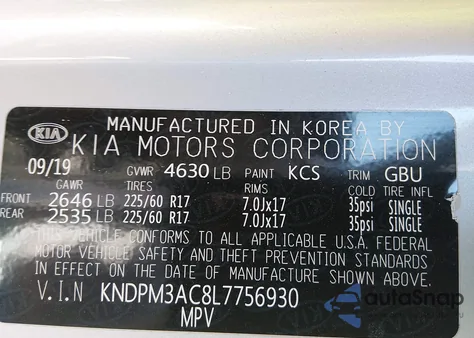 KIA MANUFACTURED IN KOREA BY
KIA MOTORS CORPORATION
09/19 GVWR 4630 LB PAINT KCS TRIM GBU
GAWR TIRES RIMS COLD TIRE INFL
FRONT 2646 LB 225/60 R17 7.0Jx17 35psi SINGLE
REAR 2535 LB 225/60 R17 7.0Jx17 35psi SINGLE
THIS VEHICLE CONFORMS TO ALL APPLICABLE U.S.A. FEDERAL
MOTOR VEHICLE SAFETY AND THEFT PREVENTION STANDARDS
IN EFFECT ON THE DATE OF MANUFACTURE SHOWN ABOVE.
V.I.N KNDPM3AC8L7756930
MPV
autoSnap